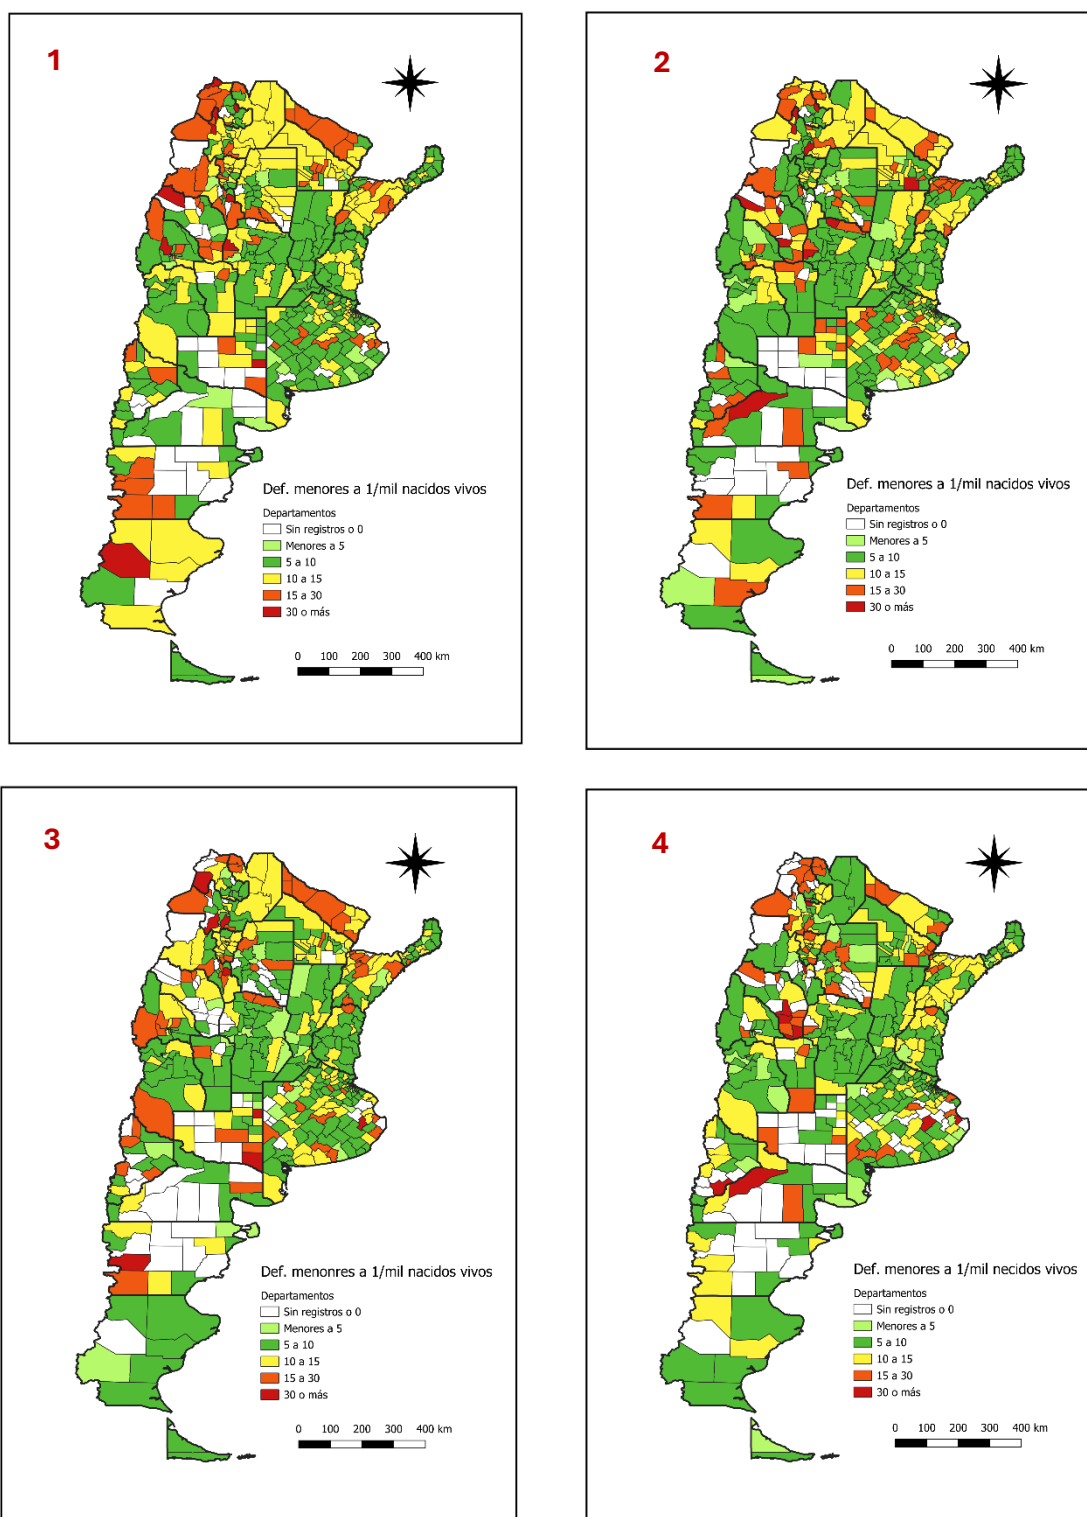 1
Def. menores a 1/mil nacidos vivos
Departamentos
Sin registros o 0
Menores a 5
5 a 10
10 a 15
15 a 30
30 o más
0 100 200 300 400 km
2
Def. menores a 1/mil nacidos vivos
Departamentos
Sin registros o 0
Menores a 5
5 a 10
10 a 15
15 a 30
30 o más
0 100 200 300 400 km
3
Def. menonres a 1/mil nacidos vivos
Departamentos
Sin registros o 0
Menores a 5
5 a 10
10 a 15
15 a 30
30 o más
0 100 200 300 400 km
4
Def. menores a 1/mil necidos vivos
Departamentos
Sin registros o 0
Menores a 5
5 a 10
10 a 15
15 a 30
30 o más
0 100 200 300 400 km